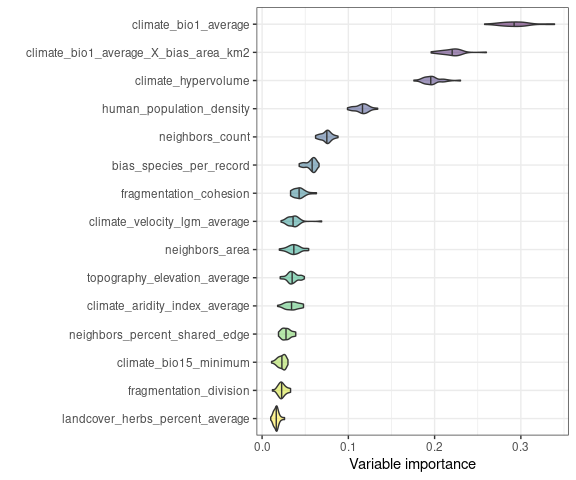 climate_bio1_average
climate_bio1_average_X_bias_area_km2
climate_hypervolume
human_population_density
neighbors_count
bias_species_per_record
fragmentation_cohesion
climate_velocity_lgm_average
neighbors_area
topography_elevation_average
climate_aridity_index_average
neighbors_percent_shared_edge
climate_bio15_minimum
fragmentation_division
landcover_herbs_percent_average
0.0 0.1 0.2 0.3
Variable importance